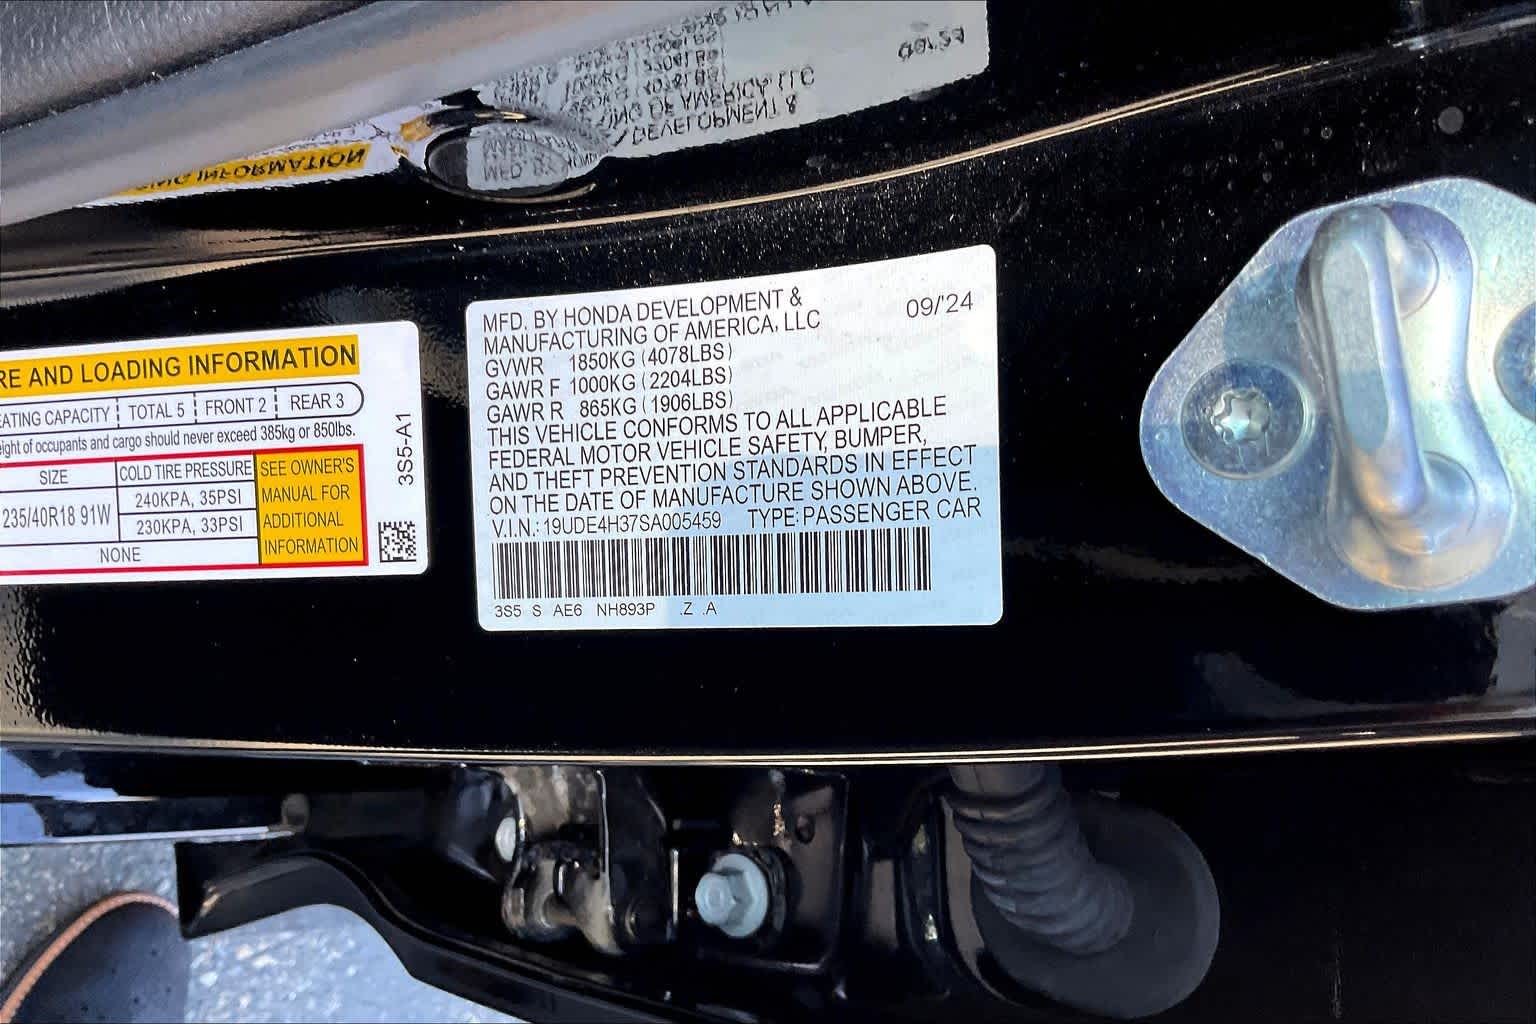 RE AND LOADING INFORMATION
EATING CAPACITY TOTAL 5 FRONT 2 REAR 3
eight of occupants and cargo should never exceed 385kg or 850lbs.
SIZE COLD TIRE PRESSURE
235/40R18 91W 240KPA, 35PSI
230KPA, 33PSI
NONE
SEE OWNER'S
MANUAL FOR
ADDITIONAL
INFORMATION
3S5-A1
MFD. BY HONDA DEVELOPMENT & 09/'24
MANUFACTURING OF AMERICA, LLC
GVWR 1850KG (4078LBS)
GAWR F 1000KG (2204LBS)
GAWR R 865KG (1906LBS)
THIS VEHICLE CONFORMS TO ALL APPLICABLE
FEDERAL MOTOR VEHICLE SAFETY, BUMPER,
AND THEFT PREVENTION STANDARDS IN EFFECT
ON THE DATE OF MANUFACTURE SHOWN ABOVE.
V.I.N.: 19UDE4H37SA005459 TYPE: PASSENGER CAR
3S5 S AE6 NH893P .Z .A